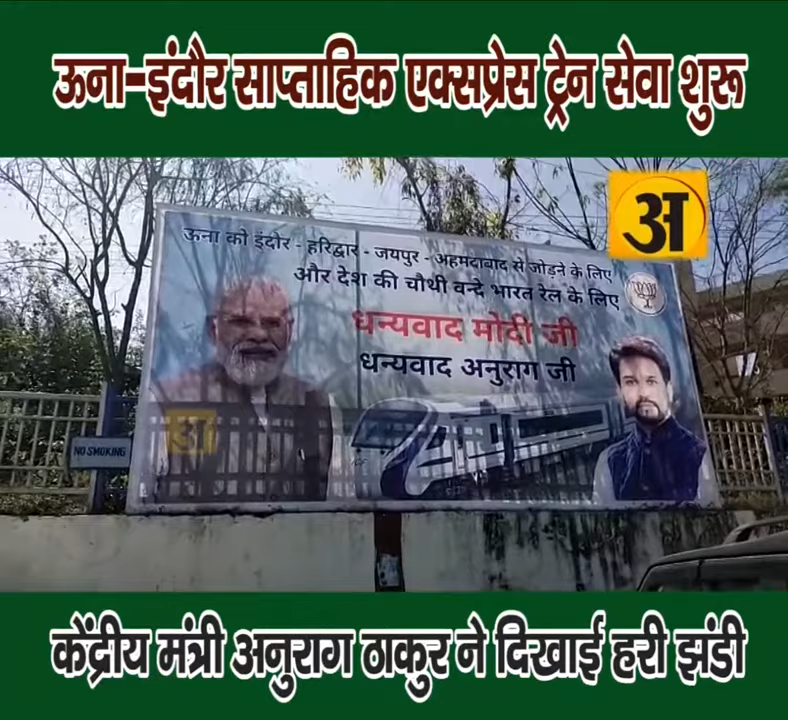 ऊना-इंदौर साप्ताहिक एक्सप्रेस ट्रेन सेवा शुरू
अ
ऊना को इंदौर - हरिद्वार - जयपुर - अहमदाबाद से जोड़ने के लिए
और देश की चौथी वन्दे भारत रेल के लिए
धन्यवाद मोदी जी
धन्यवाद अनुराग जी
अ
NO SMOKING
केंद्रीय मंत्री अनुराग ठाकुर ने दिखाई हरी झंडी